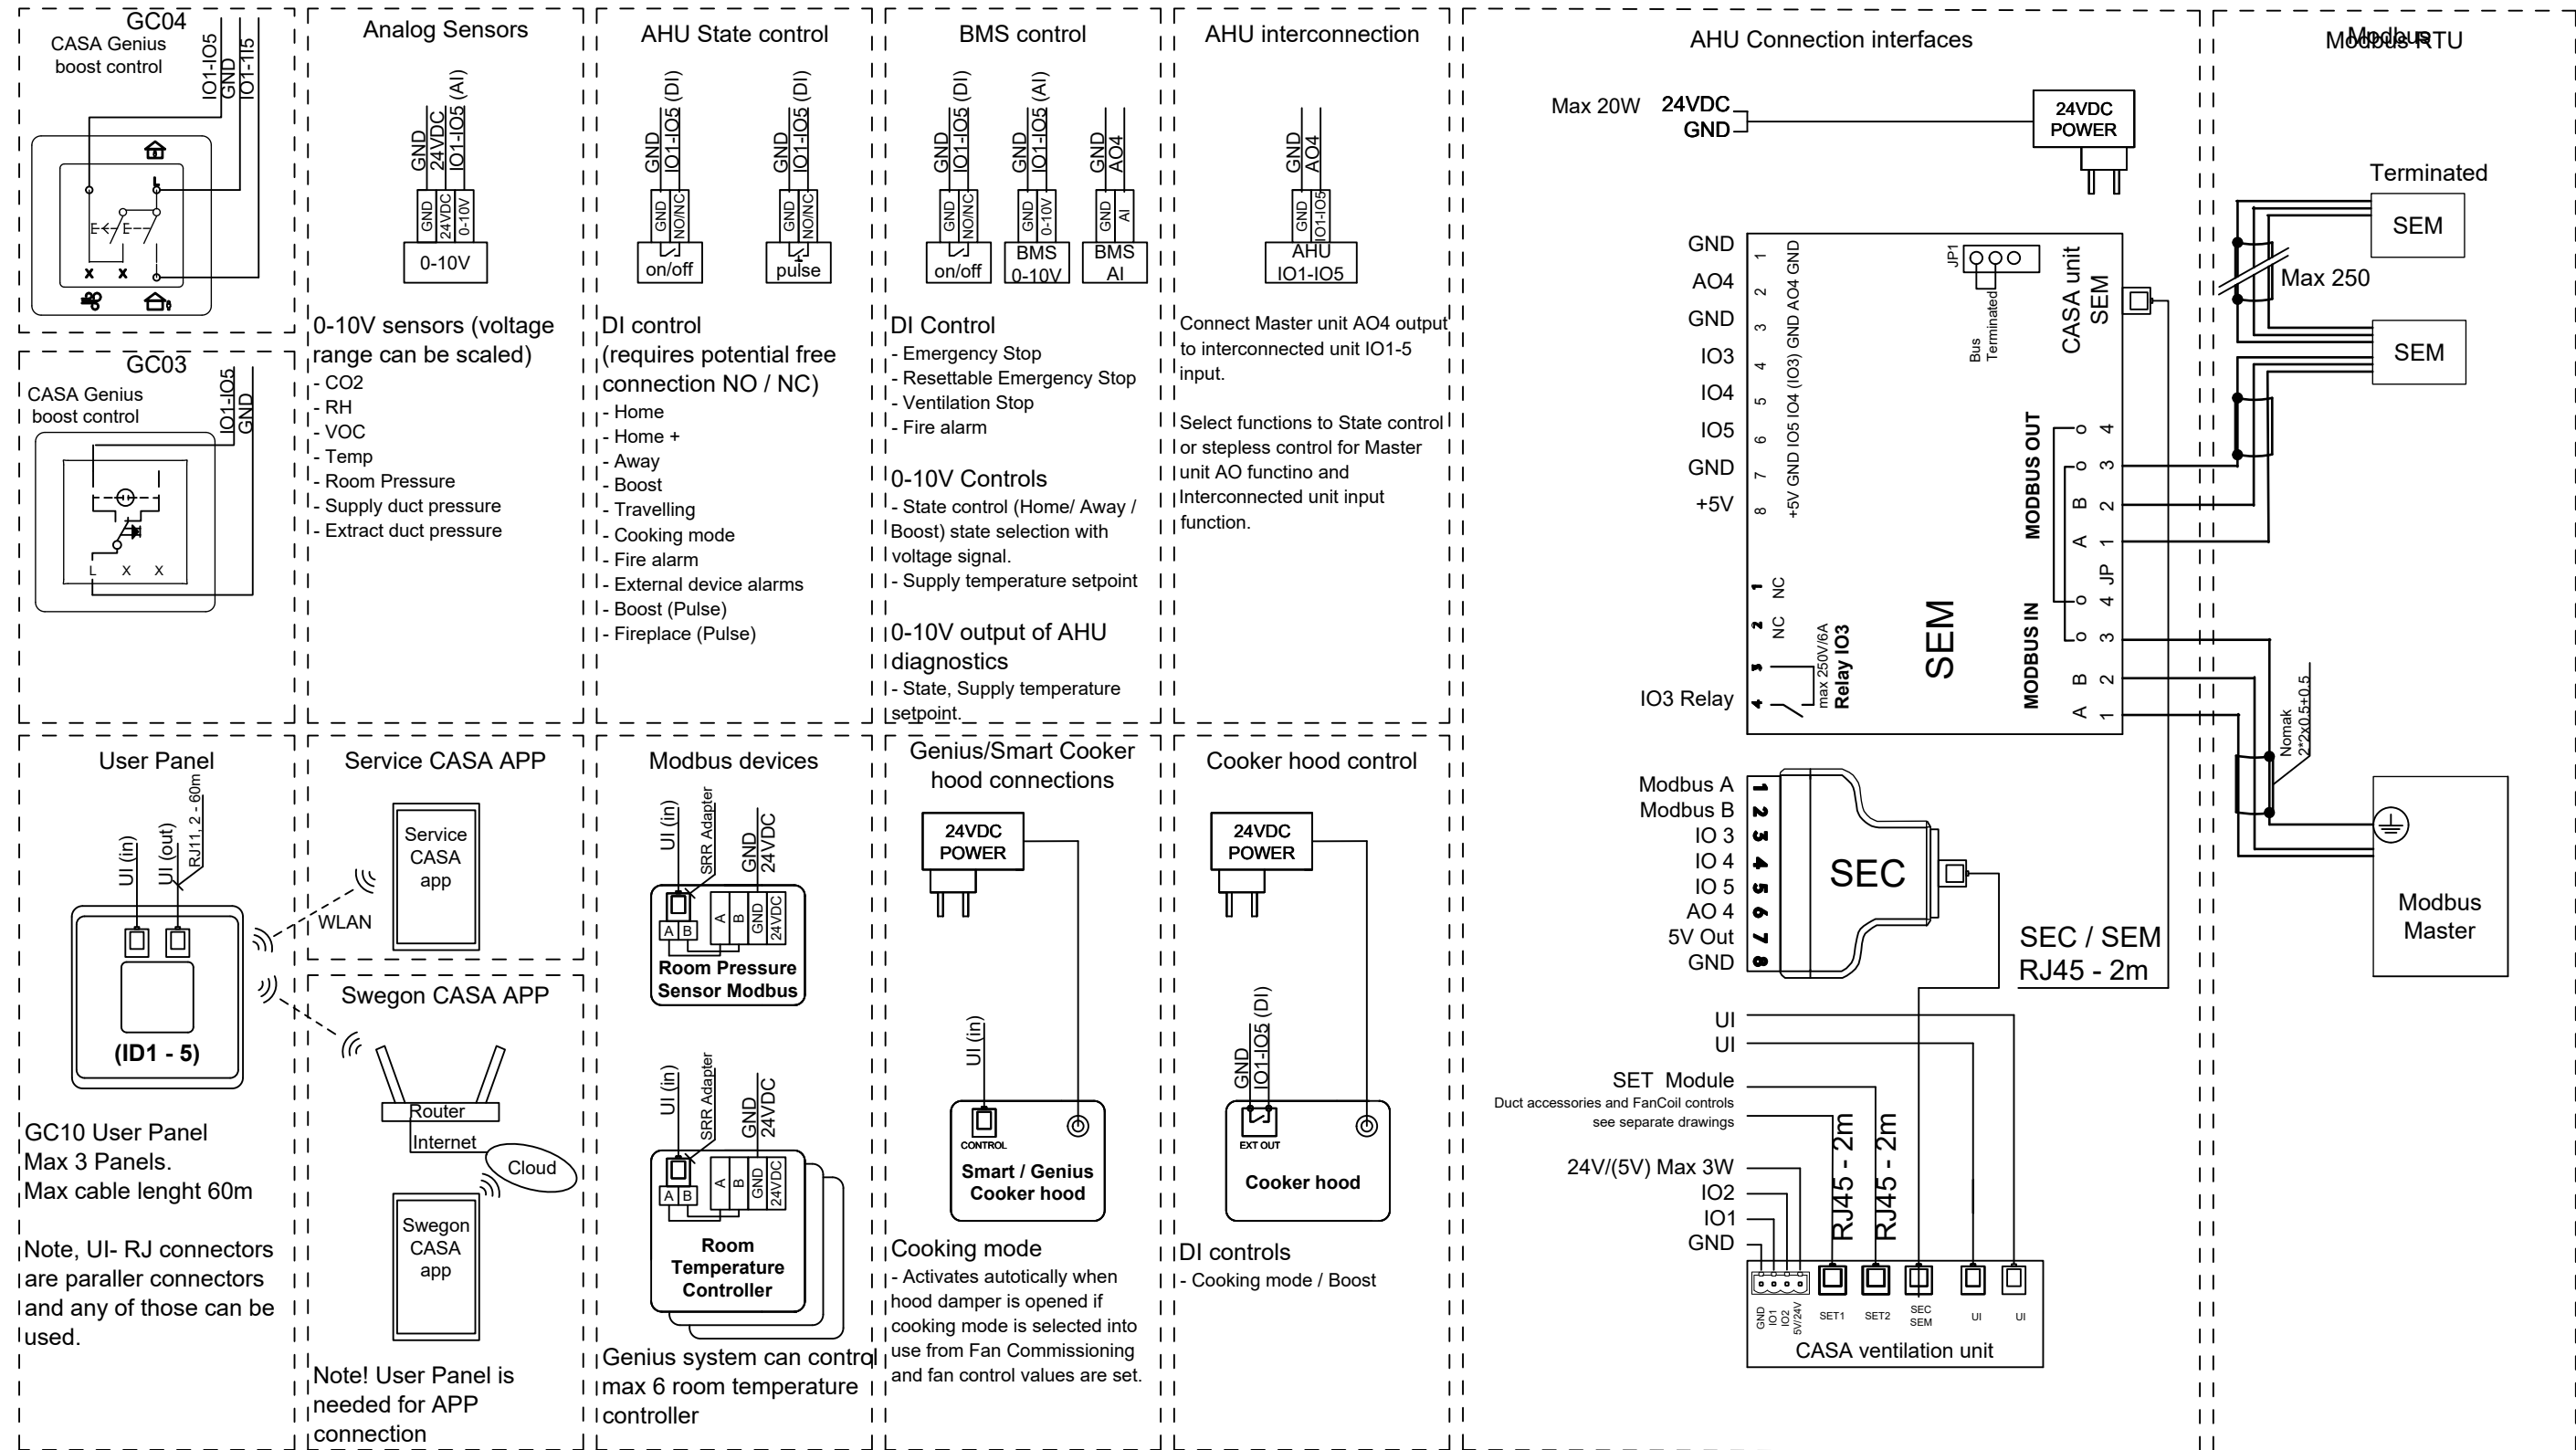 GC04
CASA Genius
boost control
IO1-IO5
GND
IO1-1I5
L
E
E
x
x
GC03
CASA Genius
boost control
IO1-IO5
GND
L
X
X
Analog Sensors
GND
24VDC
IO1-IO5 (AI)
GND
24VDC
0-10V
0-10V
0-10V sensors (voltage
range can be scaled)
- CO2
- RH
- VOC
- Temp
- Room Pressure
- Supply duct pressure
- Extract duct pressure
AHU State control
GND
IO1-IO5 (DI)
GND
NO/NC
on/off
GND
IO1-IO5 (DI)
GND
NO/NC
pulse
DI control
(requires potential free
connection NO / NC)
- Home
- Home +
- Away
- Boost
- Travelling
- Cooking mode
- Fire alarm
- External device alarms
- Boost (Pulse)
- Fireplace (Pulse)
BMS control
GND
IO1-IO5 (DI)
GND
NO/NC
on/off
GND
IO1-IO5 (AI)
GND
0-10V
BMS
0-10V
GND
AO4
GND
AI
BMS
AI
DI Control
- Emergency Stop
- Resettable Emergency Stop
- Ventilation Stop
- Fire alarm
0-10V Controls
- State control (Home/ Away /
Boost) state selection with
voltage signal.
- Supply temperature setpoint
0-10V output of AHU
diagnostics
- State, Supply temperature
setpoint.
AHU interconnection
GND
AO4
GND
IO1-IO5
AHU
IO1-IO5
Connect Master unit AO4 output
to interconnected unit IO1-5
input.
Select functions to State control
or stepless control for Master
unit AO functino and
Interconnected unit input
function.
AHU Connection interfaces
Max 20W
24VDC
GND
24VDC
POWER
GND
AO4
GND
IO3
IO4
IO5
GND
+5V
1
2
3
4
5
6
7
8
+5V GND IO5 IO4 (IO3) GND AO4 GND
JP1
Bus
Terminated
CASA unit
SEM
MODBUS OUT
4
3
B 2
A 1
JP
MODBUS IN
4
3
B 2
A 1
SEM
1 NC
2 NC
3
4
max 250V/6A
Relay IO3
IO3 Relay
Modbus A
Modbus B
IO 3
IO 4
IO 5
AO 4
5V Out
GND
1
2
3
4
5
6
7
8
SEC
SEC / SEM
RJ45 - 2m
UI
UI
SET Module
Duct accessories and FanCoil controls
see separate drawings
RJ45 - 2m
RJ45 - 2m
24V/(5V) Max 3W
IO2
IO1
GND
GND
IO1
IO2
5V/24V
SET1
SET2
SEC
SEM
UI
UI
CASA ventilation unit
Modbus
Modbus RTU
Terminated
SEM
Max 250
SEM
Nomak
2*2x0.5+0.5
Modbus
Master
User Panel
UI (in)
UI (out)
RJ11, 2 - 60m
(ID1 - 5)
GC10 User Panel
Max 3 Panels.
Max cable lenght 60m
Note, UI- RJ connectors
are paraller connectors
and any of those can be
used.
Service CASA APP
Service
CASA
app
WLAN
Swegon CASA APP
Router
Internet
Cloud
Swegon
CASA
app
Note! User Panel is
needed for APP
connection
Modbus devices
UI (in)
SRR Adapter
GND
24VDC
A
B
A
B
GND
24VDC
Room Pressure
Sensor Modbus
UI (in)
SRR Adapter
GND
24VDC
A
B
A
B
GND
24VDC
Room
Temperature
Controller
Genius system can control
max 6 room temperature
controller
Genius/Smart Cooker
hood connections
24VDC
POWER
UI (in)
CONTROL
Smart / Genius
Cooker hood
Cooking mode
- Activates autotically when
hood damper is opened if
cooking mode is selected into
use from Fan Commissioning
and fan control values are set.
Cooker hood control
24VDC
POWER
GND
IO1-IO5 (DI)
EXT OUT
Cooker hood
DI controls
- Cooking mode / Boost